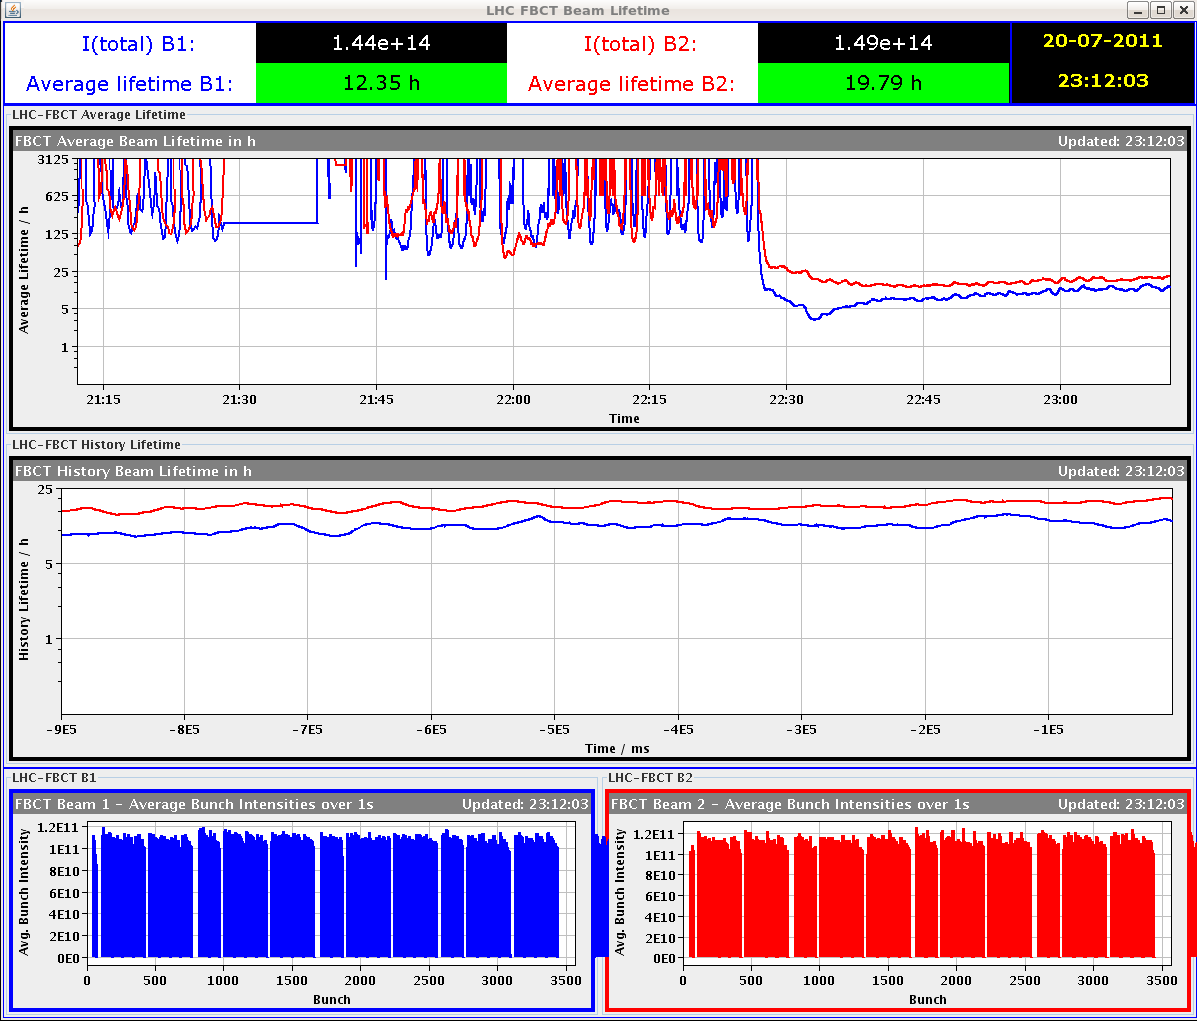 LHC FBCT Beam Lifetime
I(total) B1: 1.44e+14 I(total) B2: 1.49e+14 20-07-2011
Average lifetime B1: 12.35 h Average lifetime B2: 19.79 h 23:12:03
LHC-FBCT Average Lifetime
FBCT Average Beam Lifetime in h Updated: 23:12:03
Average Lifetime / h
3125
625
125
25
5
1
21:15 21:30 21:45 22:00 22:15 22:30 22:45 23:00
Time
LHC-FBCT History Lifetime
FBCT History Beam Lifetime in h Updated: 23:12:03
History Lifetime / h
25
5
1
-9E5 -8E5 -7E5 -6E5 -5E5 -4E5 -3E5 -2E5 -1E5
Time / ms
LHC-FBCT B1
FBCT Beam 1 - Average Bunch Intensities over 1s Updated: 23:12:03
Avg. Bunch Intensity
1.2E11
1E11
8E10
6E10
4E10
2E10
0E0
0 500 1000 1500 2000 2500 3000 3500
Bunch
LHC-FBCT B2
FBCT Beam 2 - Average Bunch Intensities over 1s Updated: 23:12:03
Avg. Bunch Intensity
1.2E11
1E11
8E10
6E10
4E10
2E10
0E0
0 500 1000 1500 2000 2500 3000 3500
Bunch